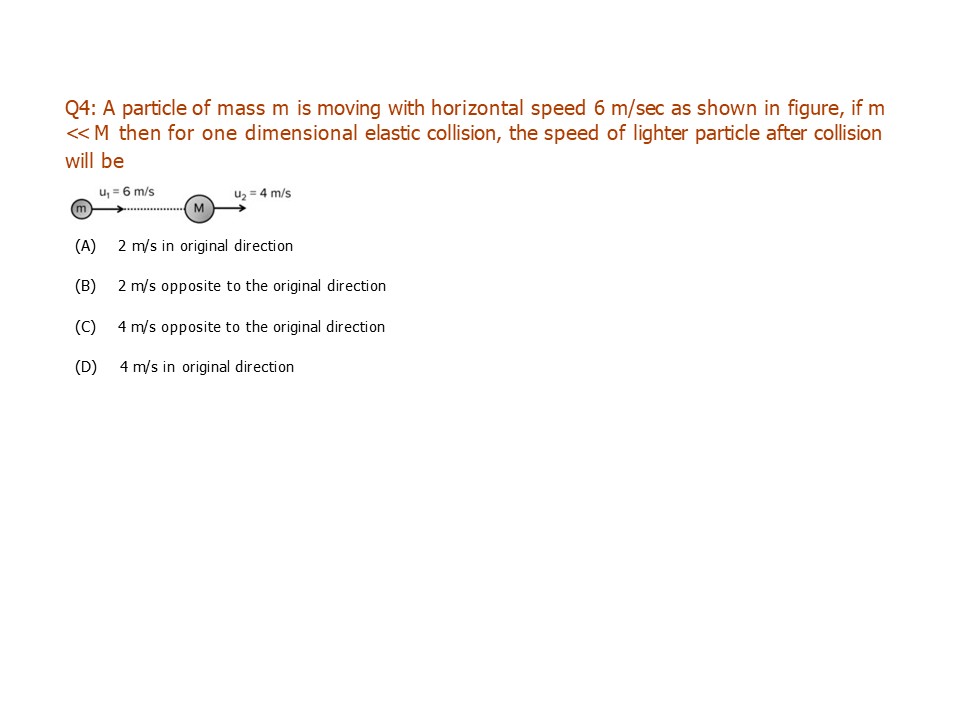 Q4: A particle of mass m is moving with horizontal speed 6 m/sec as shown in figure, if m
<< M then for one dimensional elastic collision, the speed of lighter particle after collision
will be
u₁ = 6 m/s u₂ = 4 m/s
m M
(A) 2 m/s in original direction
(B) 2 m/s opposite to the original direction
(C) 4 m/s opposite to the original direction
(D) 4 m/s in original direction